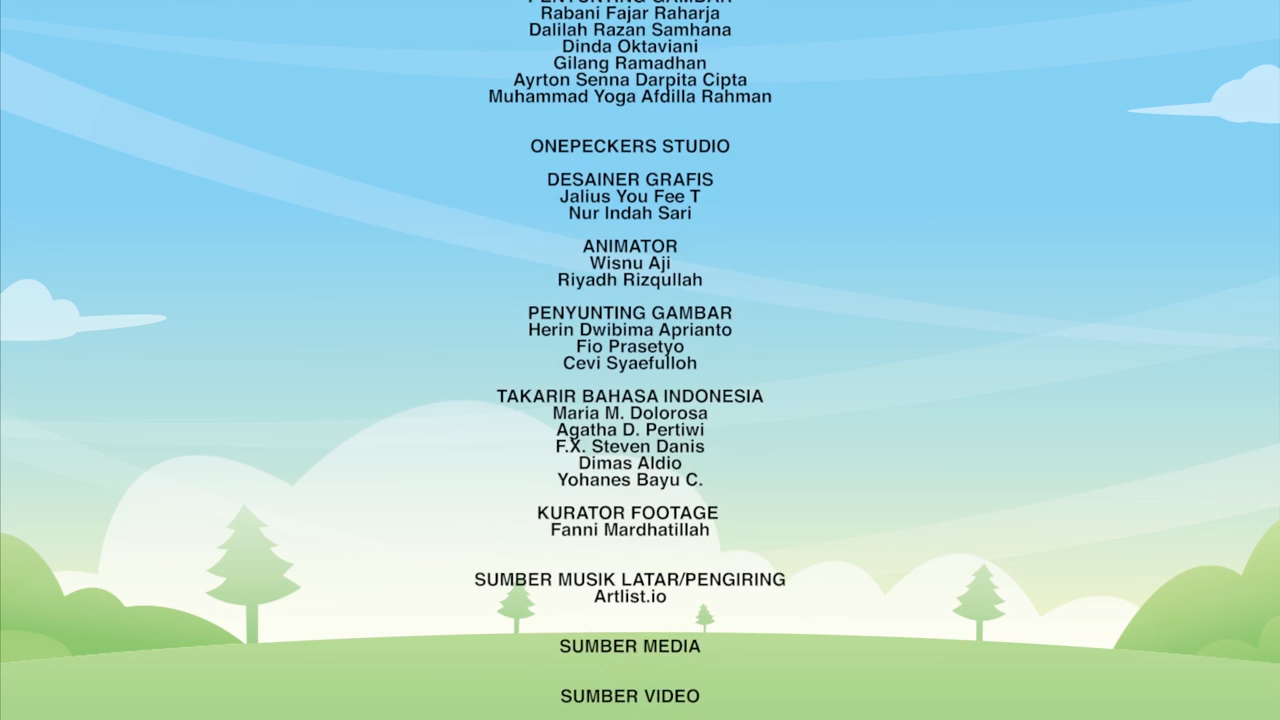 PENYUNTING GAMBAR
Rabani Fajar Raharja
Dalilah Razan Samhana
Dinda Oktaviani
Gilang Ramadhan
Ayrton Senna Darpita Cipta
Muhammad Yoga Afdilla Rahman
ONEPECKERS STUDIO
DESAINER GRAFIS
Jalius You Fee T
Nur Indah Sari
ANIMATOR
Wisnu Aji
Riyadh Rizqullah
PENYUNTING GAMBAR
Herin Dwibima Aprianto
Fio Prasetyo
Cevi Syaefulloh
TAKARIR BAHASA INDONESIA
Maria M. Dolorosa
Agatha D. Pertiwi
F.X. Steven Danis
Dimas Aldio
Yohanes Bayu C.
KURATOR FOOTAGE
Fanni Mardhatillah
SUMBER MUSIK LATAR/PENGIRING
Artlist.io
SUMBER MEDIA
SUMBER VIDEO